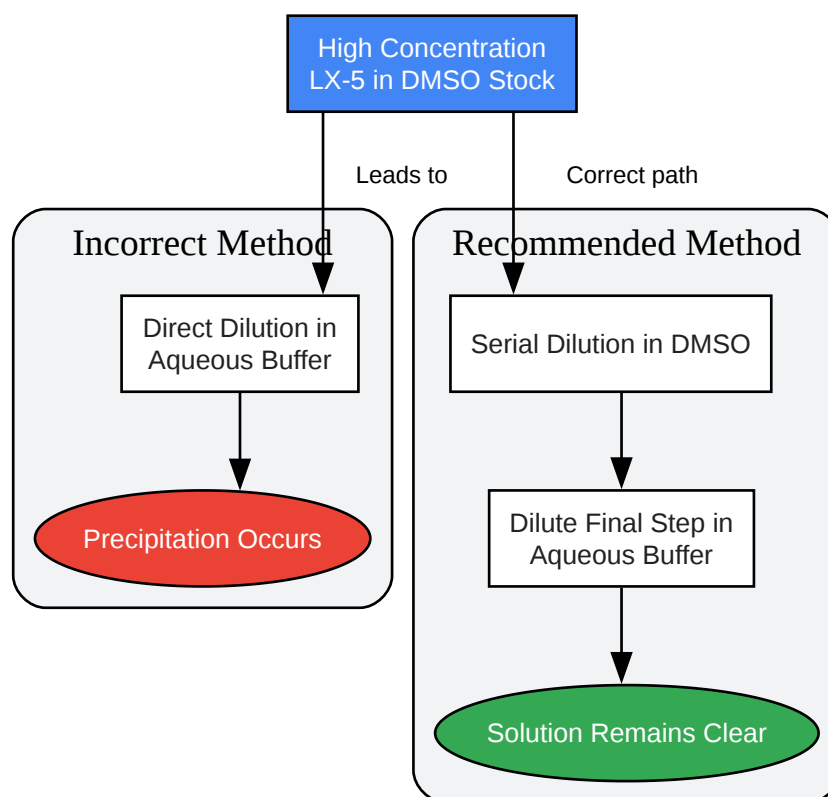 High Concentration
LX-5 in DMSO Stock
Leads to
Correct path
Incorrect Method
Recommended Method
Direct Dilution in
Aqueous Buffer
Serial Dilution in DMSO
Precipitation Occurs
Dilute Final Step in
Aqueous Buffer
Solution Remains Clear